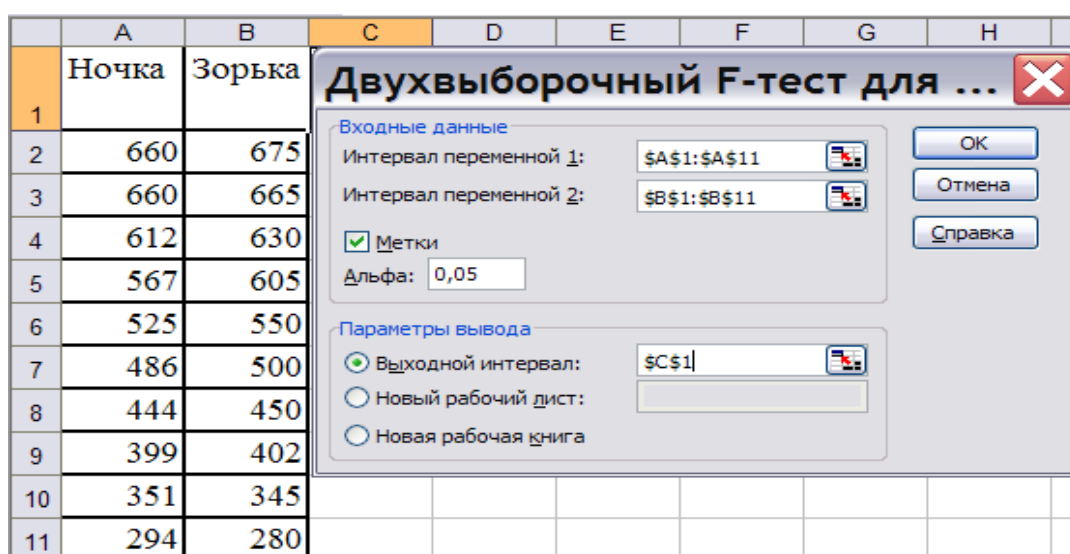 A B C D E F G H
1 Ночка Зорька
Двухвыборочный F-тест для ...
Входные данные
Интервал переменной 1: $A$1:$A$11
Интервал переменной 2: $B$1:$B$11
Метки
Альфа: 0,05
ОК
Отмена
Справка
Параметры вывода
Выходной интервал: $C$1
Новый рабочий лист:
Новая рабочая книга
2 660 675
3 660 665
4 612 630
5 567 605
6 525 550
7 486 500
8 444 450
9 399 402
10 351 345
11 294 280